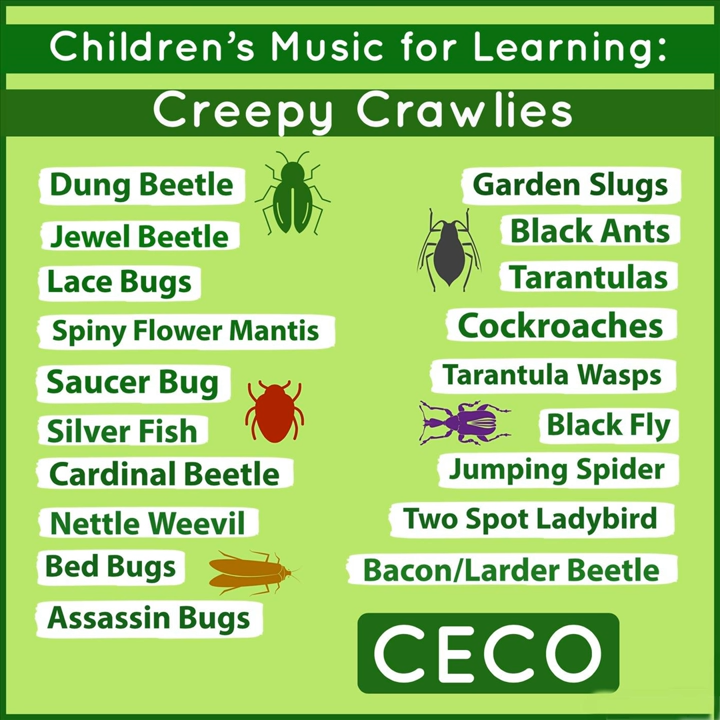 Children's Music for Learning:
Creepy Crawlies
Dung Beetle
Jewel Beetle
Lace Bugs
Spiny Flower Mantis
Saucer Bug
Silver Fish
Cardinal Beetle
Nettle Weevil
Bed Bugs
Assassin Bugs
Garden Slugs
Black Ants
Tarantulas
Cockroaches
Tarantula Wasps
Black Fly
Jumping Spider
Two Spot Ladybird
Bacon/Larder Beetle
CECO